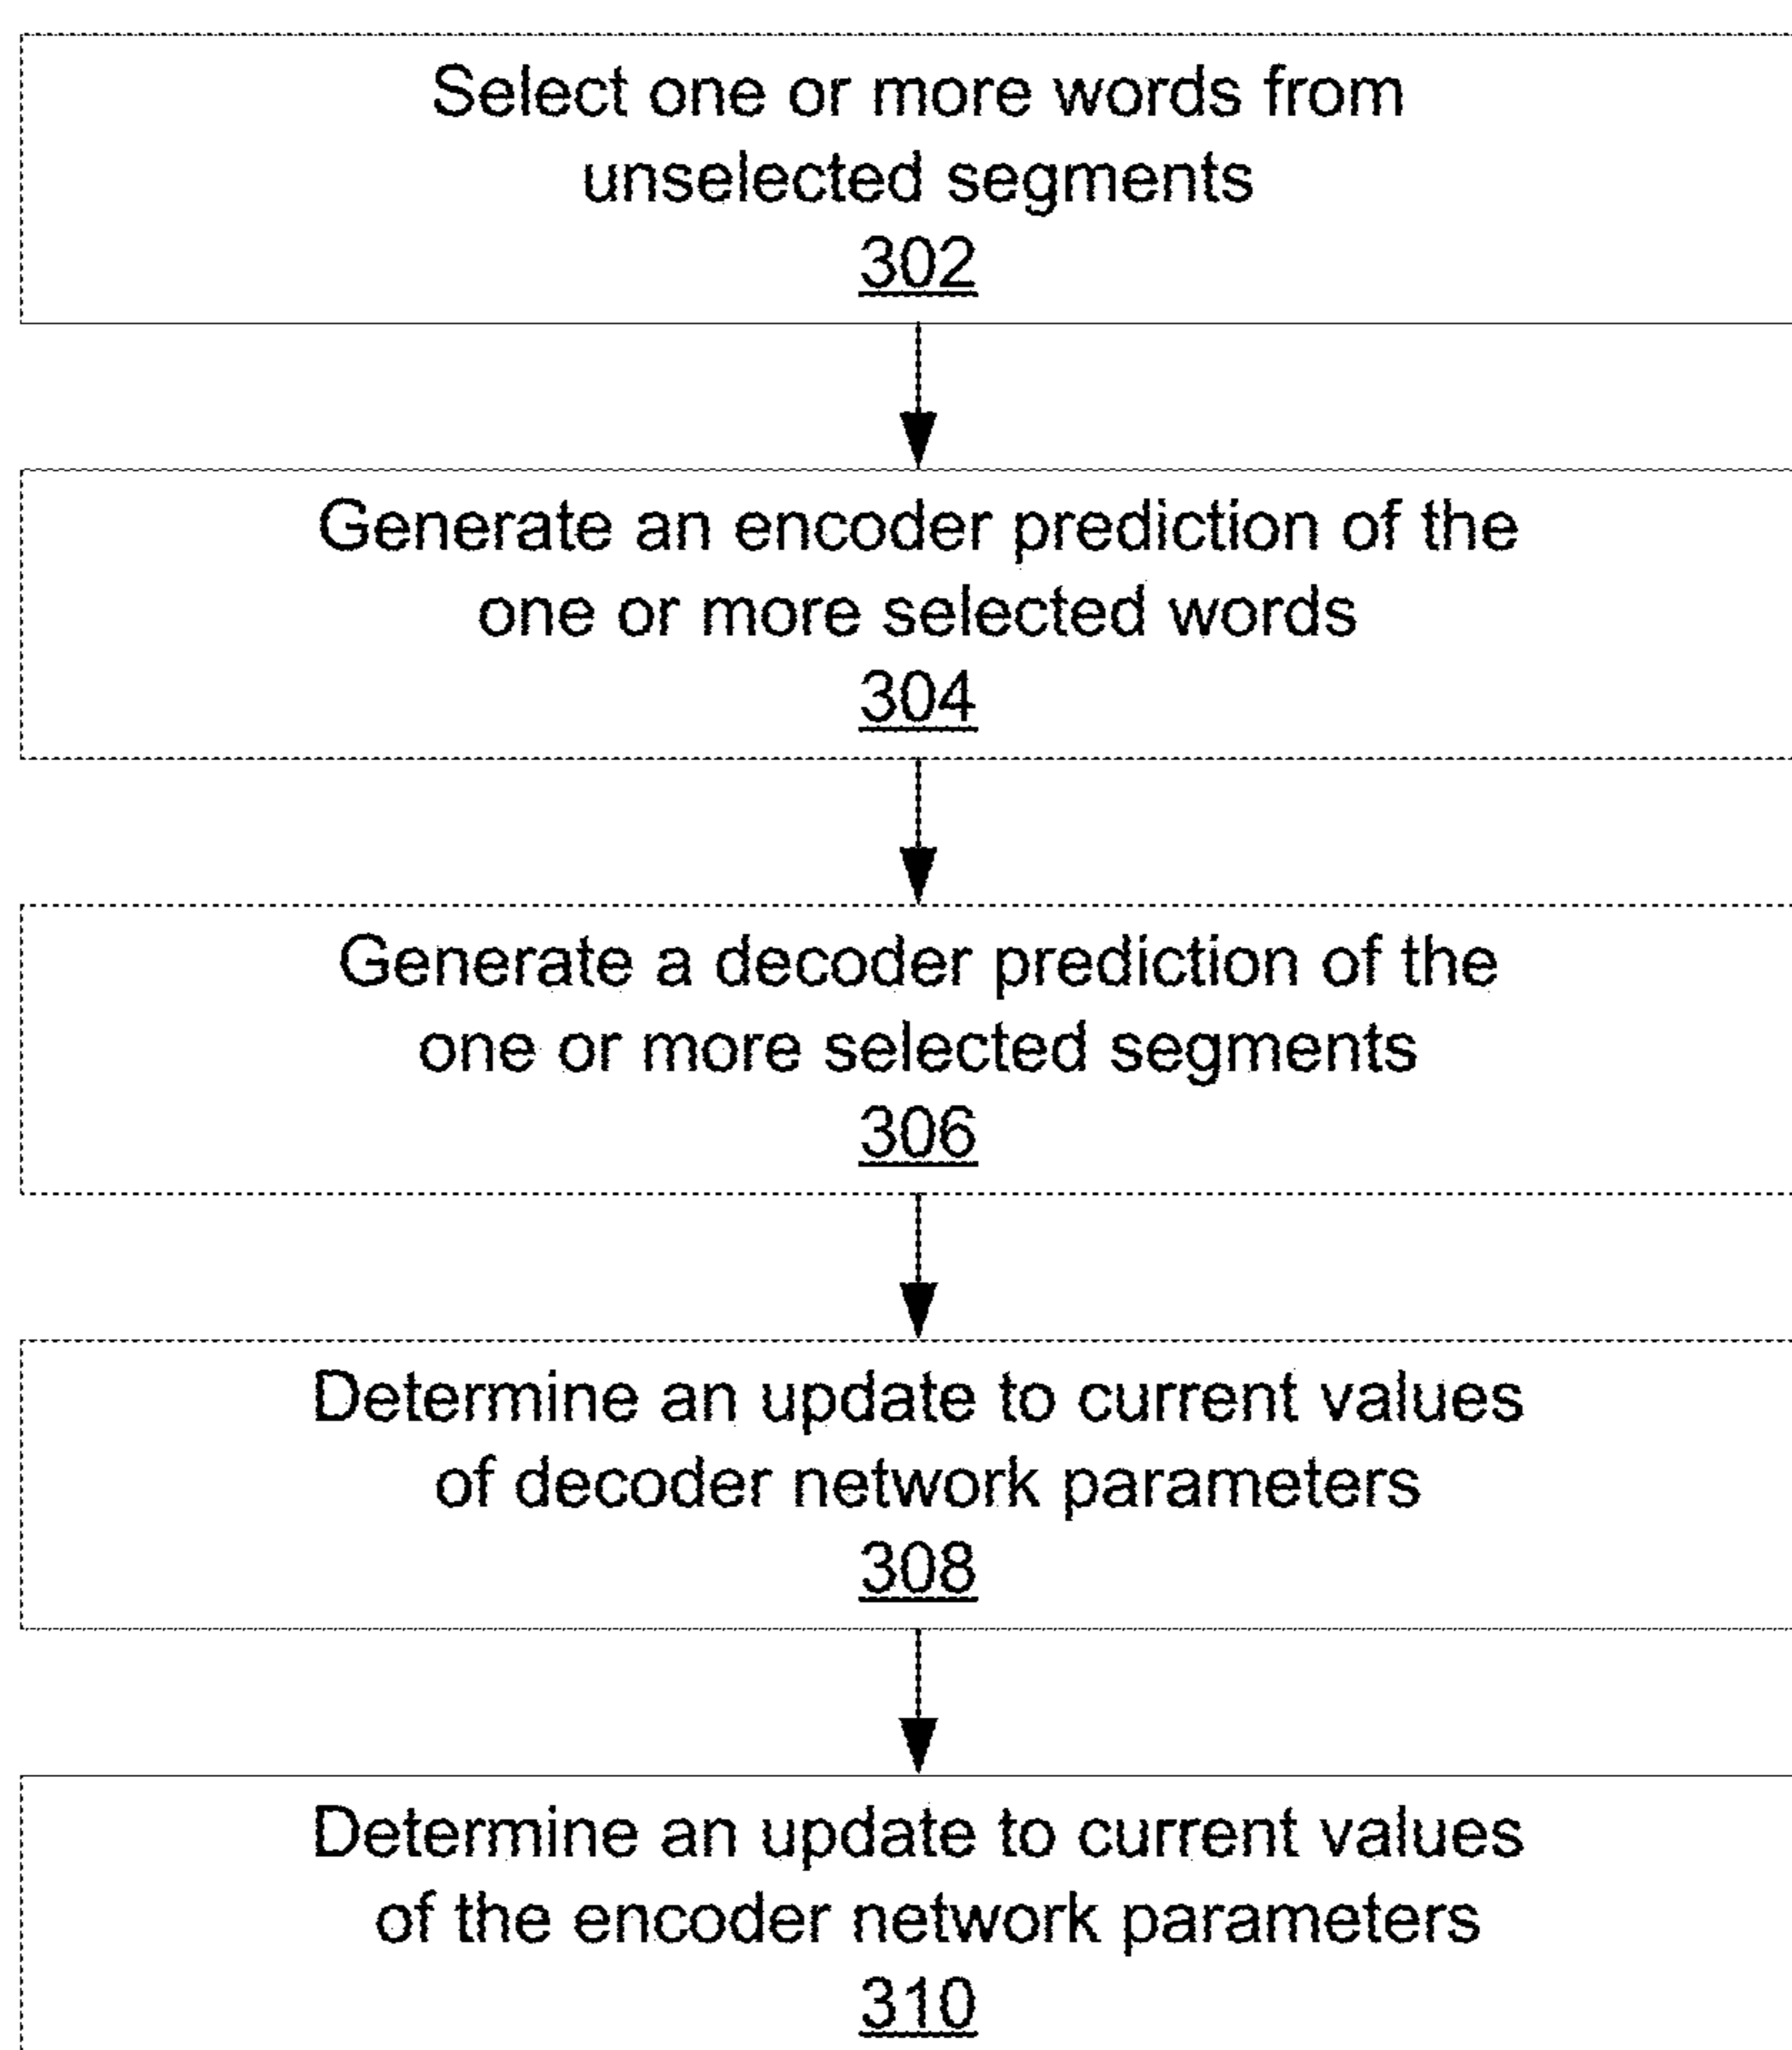 Select one or more words from
unselected segments
302
Generate an encoder prediction of the
one or more selected words
304
Generate a decoder prediction of the
one or more selected segments
306
Determine an update to current values
of decoder network parameters
308
Determine an update to current values
of the encoder network parameters
310